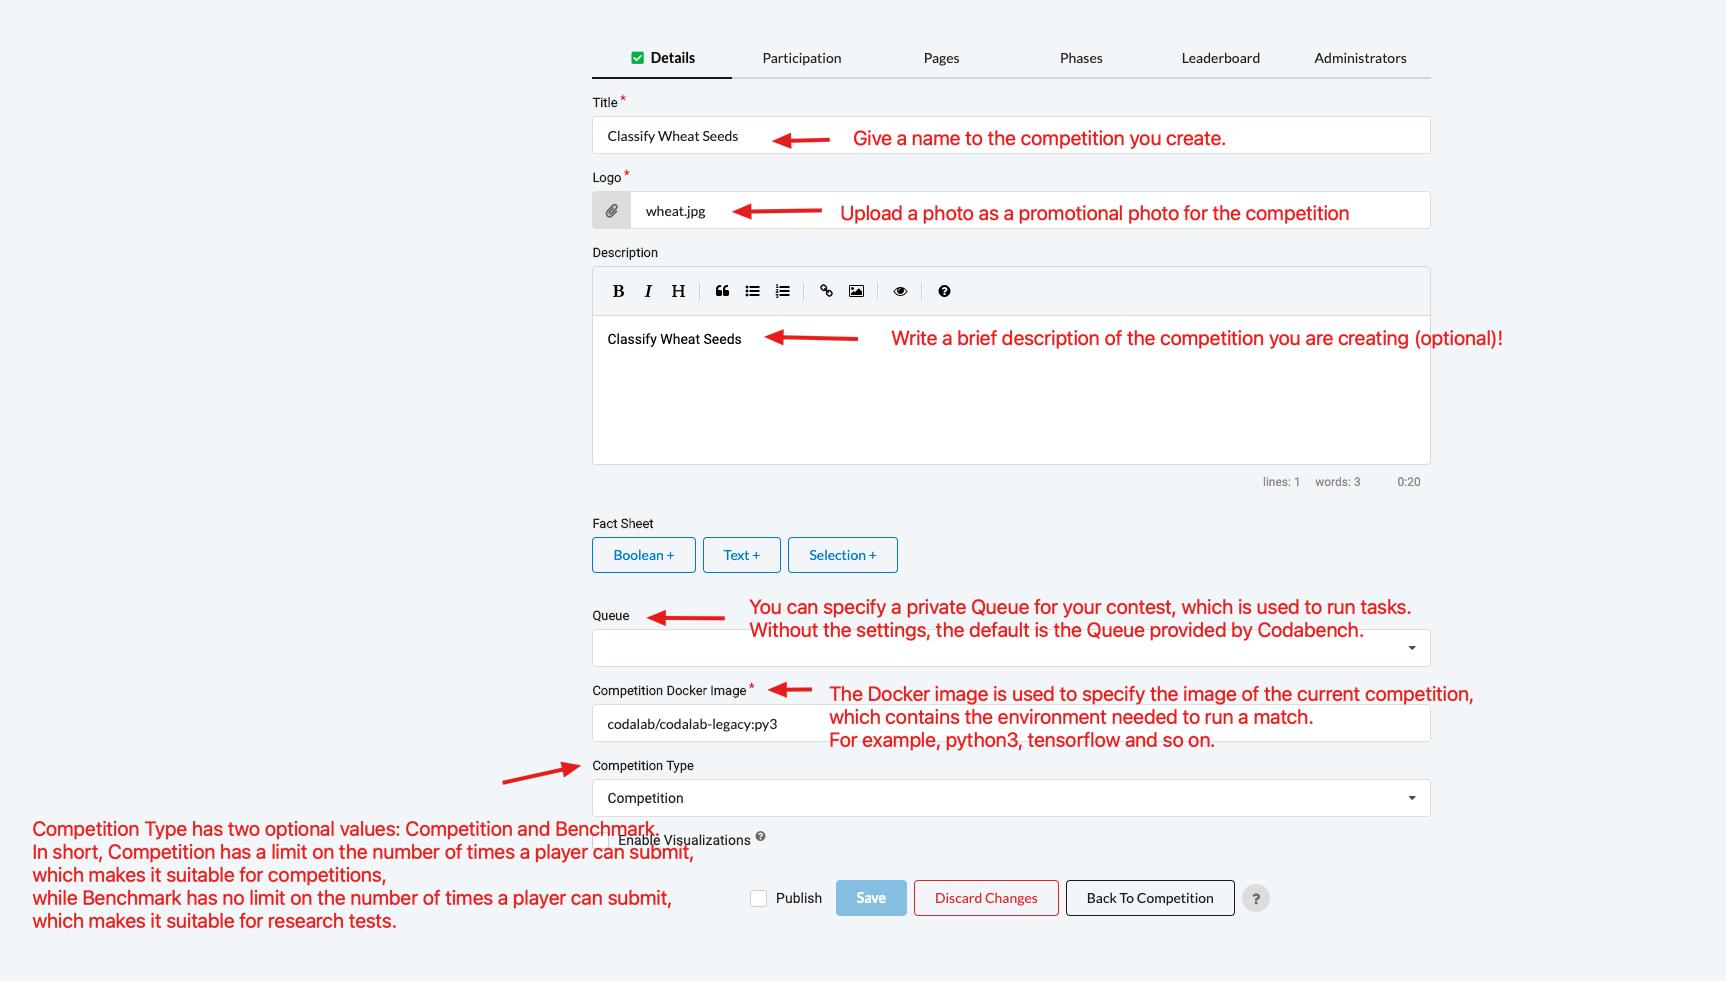 Details Participation Pages Phases Leaderboard Administrators
Title *
Classify Wheat Seeds
Give a name to the competition you create.
Logo *
wheat.jpg
Upload a photo as a promotional photo for the competition
Description
B I H
Classify Wheat Seeds
Write a brief description of the competition you are creating (optional)!
lines: 1 words: 3 0:20
Fact Sheet
Boolean + Text + Selection +
Queue
You can specify a private Queue for your contest, which is used to run tasks.
Without the settings, the default is the Queue provided by Codabench.
Competition Docker Image *
The Docker image is used to specify the image of the current competition,
which contains the environment needed to run a match.
For example, python3, tensorflow and so on.
codalab/codalab-legacy:py3
Competition Type
Competition
Competition Type has two optional values: Competition and Benchmark.
In short, Competition has a limit on the number of times a player can submit,
which makes it suitable for competitions,
while Benchmark has no limit on the number of times a player can submit,
which makes it suitable for research tests.
Enable Visualizations ?
Publish Save Discard Changes Back To Competition ?